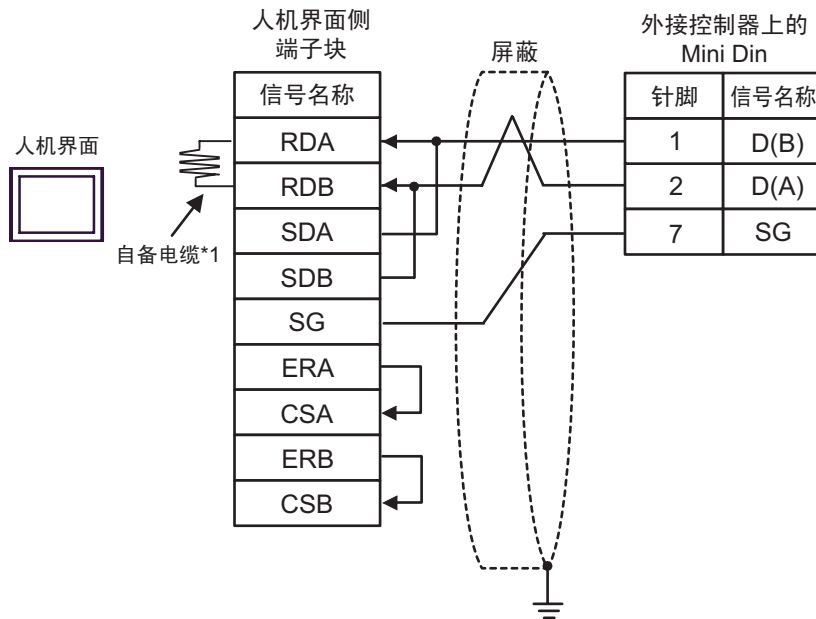 人机界面
自备电缆*1
人机界面侧
端子块
信号名称
RDA
RDB
SDA
SDB
SG
ERA
CSA
ERB
CSB
屏蔽
外接控制器上的
Mini Din
针脚 信号名称
1 D(B)
2 D(A)
7 SG